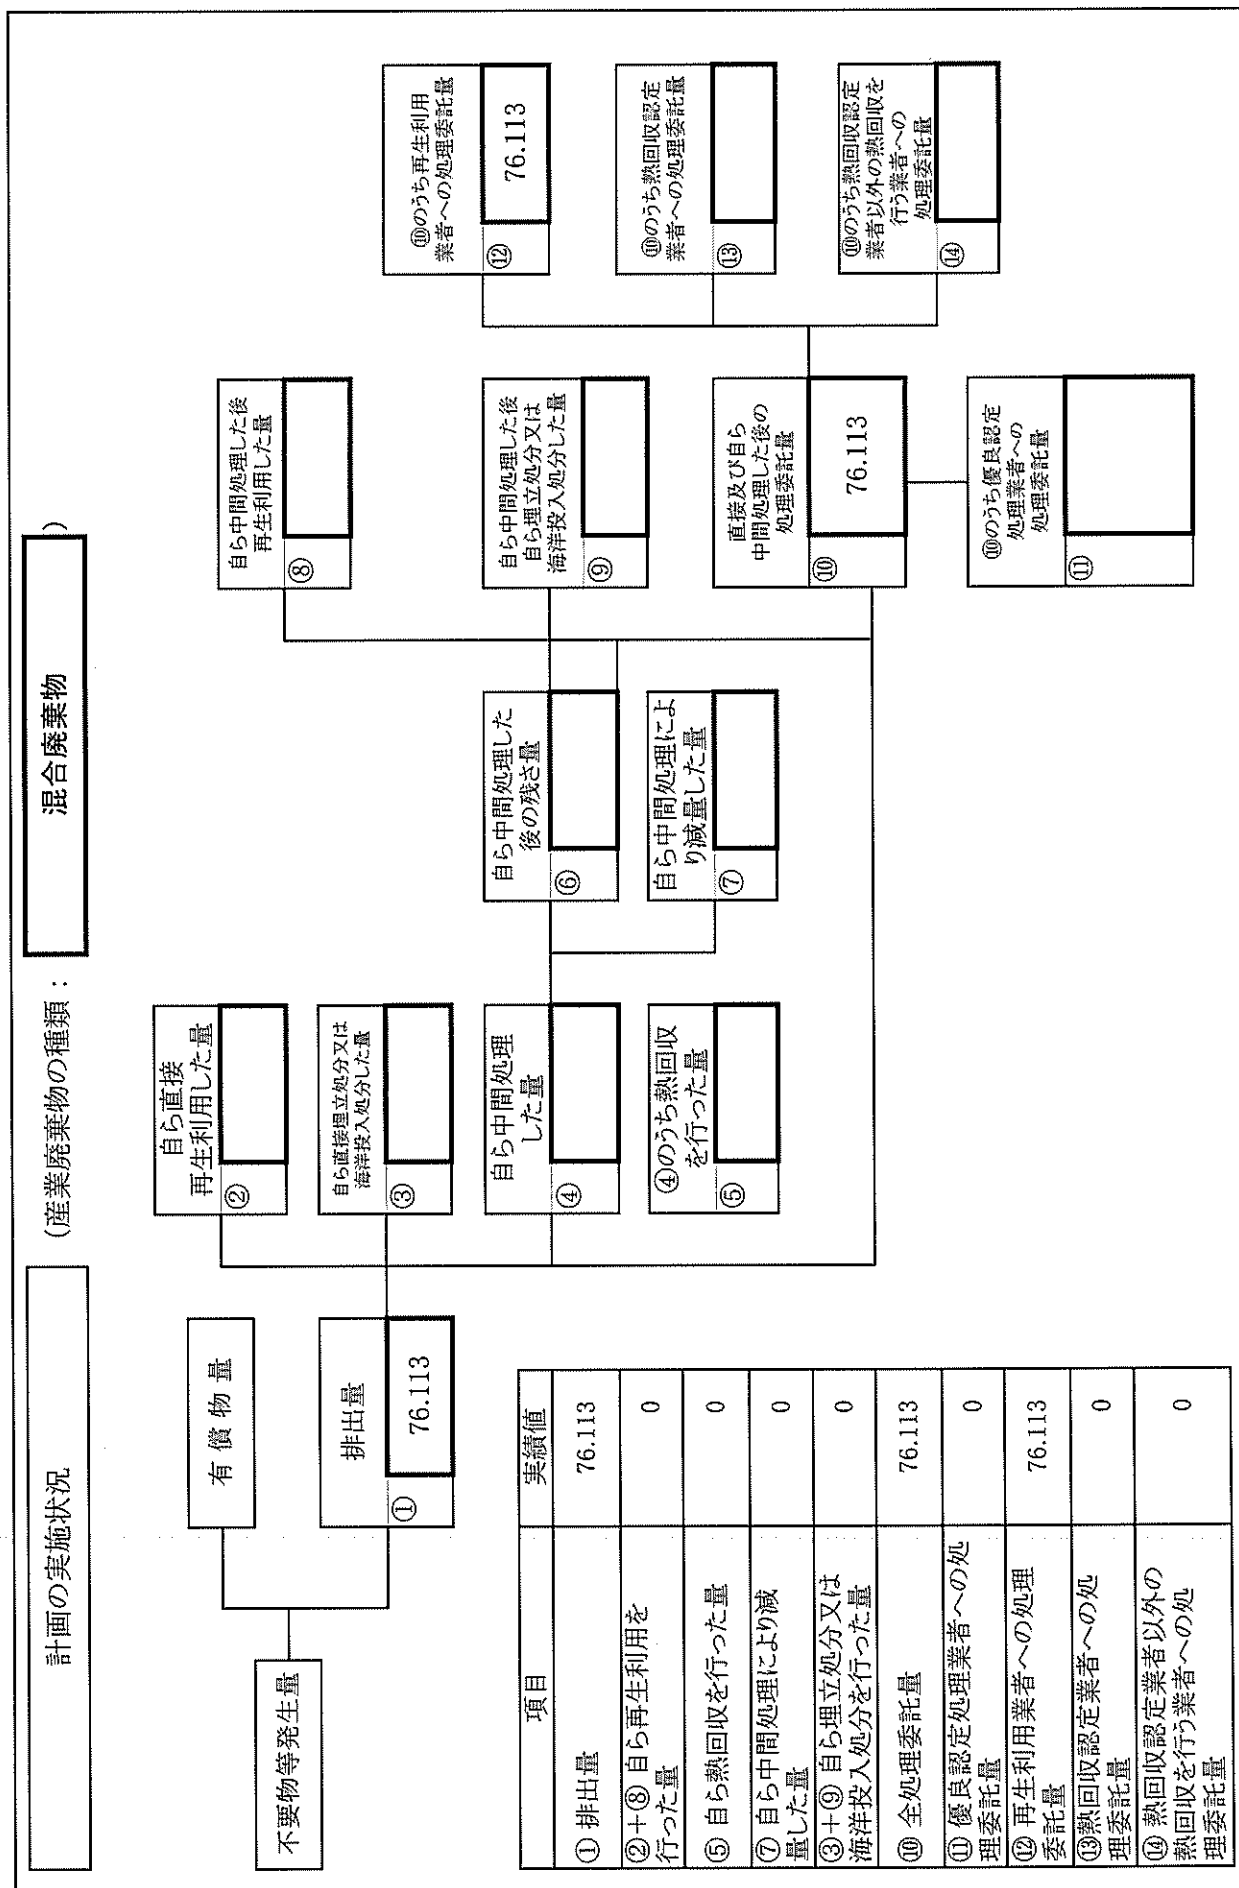 計画の実施状況
(産業廃棄物の種類:
混合廃棄物
)
不要物等発生量
有償物量
排出量
①
76.113
自ら直接
再生利用した量
②
自ら直接埋立処分又は
海洋投入処分した量
③
自ら中間処理
した量
④
④のうち熱回収
を行った量
⑤
自ら中間処理した
後の残さ量
⑥
自ら中間処理によ
り減量した量
⑦
自ら中間処理した後
再生利用した量
⑧
自ら中間処理した後
自ら埋立処分又は
海洋投入処分した量
⑨
直接及び自ら
中間処理した後の
処理委託量
⑩
76.113
⑩のうち優良認定
処理業者への
処理委託量
⑪
⑩のうち再生利用
業者への処理委託量
⑫
76.113
⑩のうち熱回収認定
業者への処理委託量
⑬
⑩のうち熱回収認定
業者以外の熱回収を
行う業者への
処理委託量
⑭
項目 実績値
①排出量 76.113
②+⑧自ら再生利用を
行った量 0
⑤自ら熱回収を行った量 0
⑦自ら中間処理により減
量した量 0
③+⑨自ら埋立処分又は
海洋投入処分を行った量 0
⑩全処理委託量 76.113
⑪優良認定処理業者への処
理委託量 0
⑫再生利用業者への処理
委託量 76.113
⑬熱回収認定業者への処
理委託量 0
⑭熱回収認定業者以外の
熱回収を行う業者への処
理委託量 0